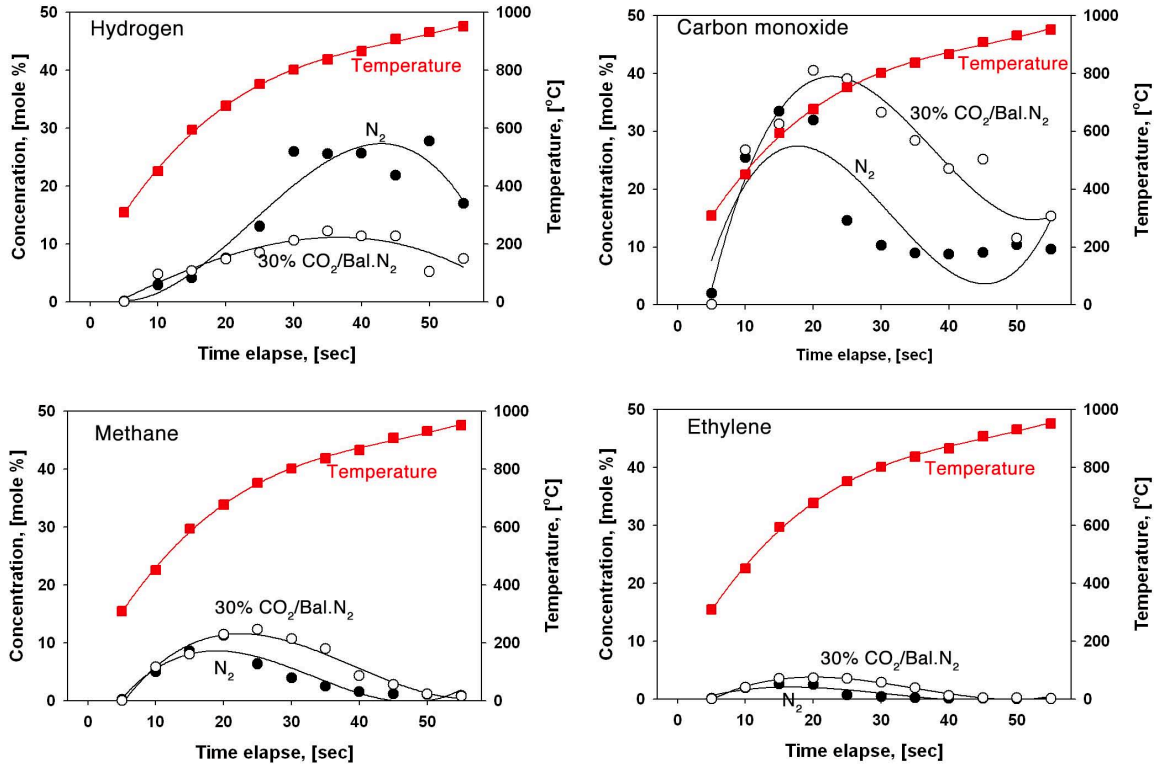 Hydrogen
Concenration, [mole %]
50
40
30
20
10
0
Temperature
N₂
30% CO₂/Bal.N₂
1000
800
600
400
200
0
Temperature, [°C]
0 10 20 30 40 50
Time elapse, [sec]
Carbon monoxide
Concentration, [mole %]
50
40
30
20
10
0
Temperature
30% CO₂/Bal.N₂
N₂
1000
800
600
400
200
0
Temperature, [°C]
0 10 20 30 40 50
Time elapse, [sec]
Methane
Concentration, [mole %]
50
40
30
20
10
0
Temperature
30% CO₂/Bal.N₂
N₂
1000
800
600
400
200
0
Temperature, [°C]
0 10 20 30 40 50
Time elapse, [sec]
Ethylene
Concentration, [mole %]
50
40
30
20
10
0
Temperature
30% CO₂/Bal.N₂
N₂
1000
800
600
400
200
0
Temperature, [°C]
0 10 20 30 40 50
Time elapse, [sec]